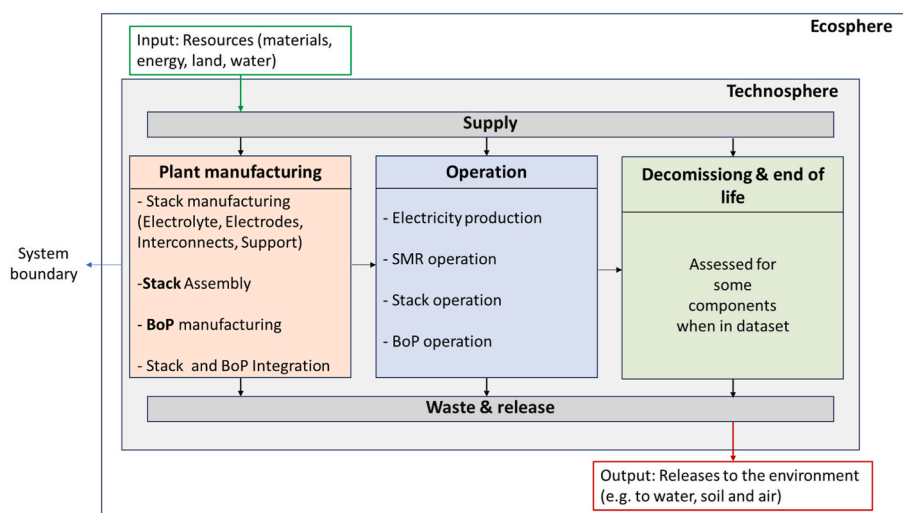 Ecosphere
Input: Resources (materials,
energy, land, water)
Technosphere
Supply
Plant manufacturing
- Stack manufacturing
(Electrolyte, Electrodes,
Interconnects, Support)
-Stack Assembly
- BoP manufacturing
- Stack and BoP Integration
Operation
- Electricity production
- SMR operation
- Stack operation
- BoP operation
Decomissiong & end of
life
Assessed for
some
components
when in dataset
System
boundary
Waste & release
Output: Releases to the environment
(e.g. to water, soil and air)